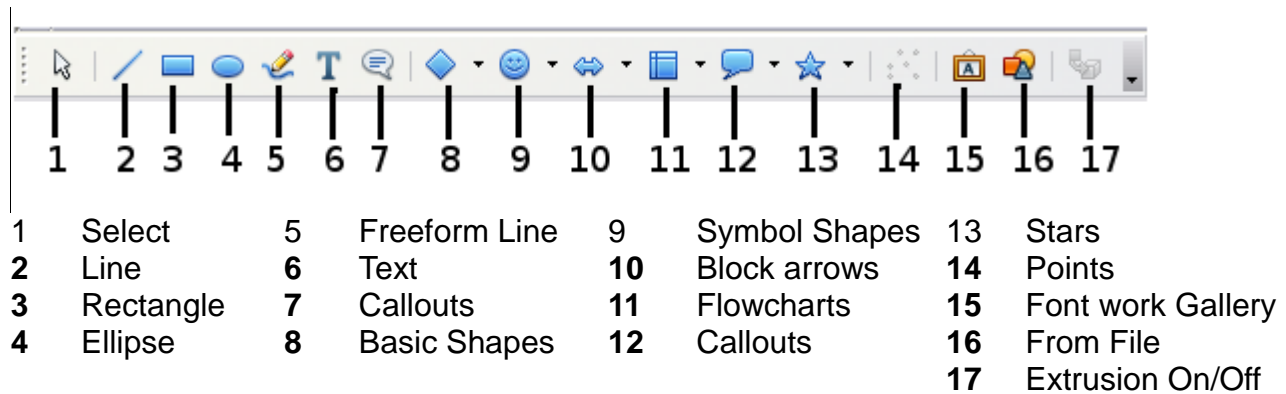 T
A
1 2 3 4 5 6 7 8 9 10 11 12 13 14 15 16 17
1 Select 5 Freeform Line 9 Symbol Shapes 13 Stars
2 Line 6 Text 10 Block arrows 14 Points
3 Rectangle 7 Callouts 11 Flowcharts 15 Font work Gallery
4 Ellipse 8 Basic Shapes 12 Callouts 16 From File
17 Extrusion On/Off